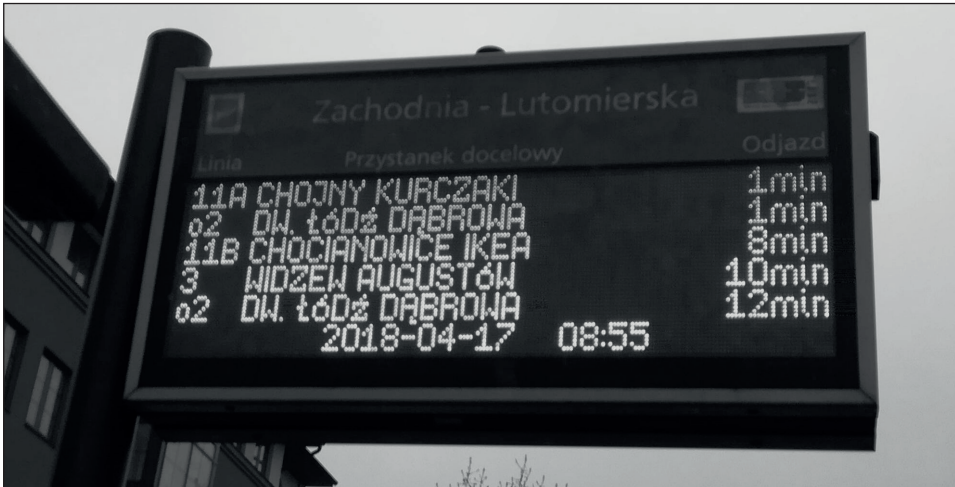 Zachodnia - Lutomierska
Linia Przystanek docelowy Odjazd
11A CHOJNY KURCZAKI 1min
o2 DW. łóDź DĄBROWA 1min
11B CHOCIANOWICE IKEA 8min
3 WIDZEW AUGUSTóW 10min
o2 DW. łóDź DĄBROWA 12min
2018-04-17 08:55